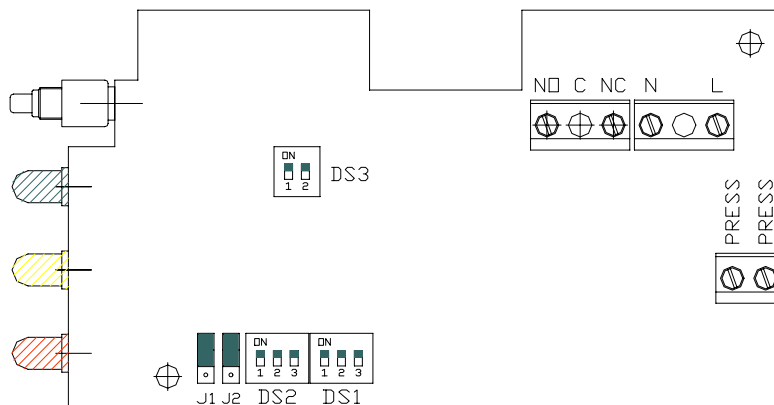 NO C NC N L
ON
1 2
DS3
PRESS
PRESS
ON
1 2 3
ON
1 2 3
J1 J2 DS2 DS1